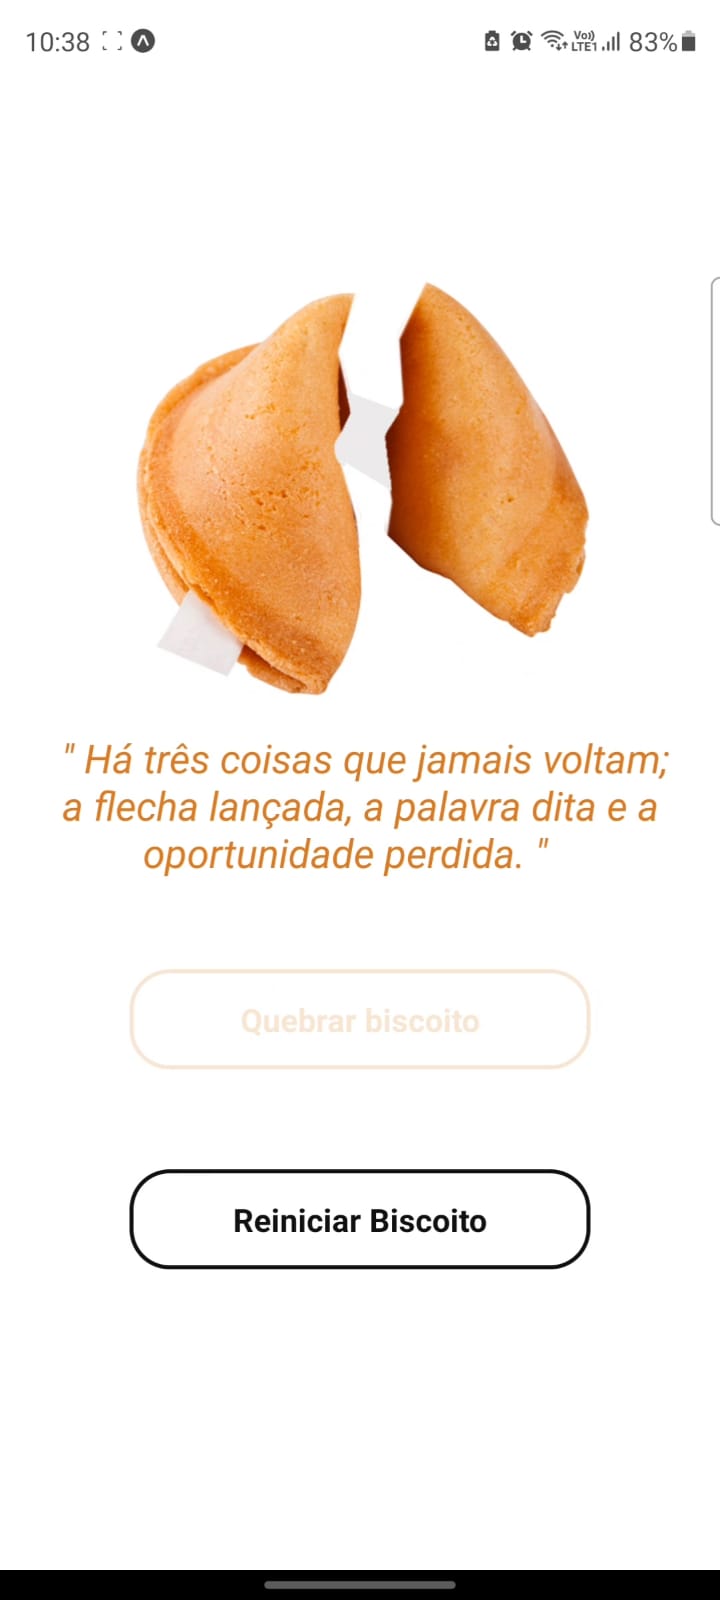 10:38
Vo)) LTE1 83%
" Há três coisas que jamais voltam;
a flecha lançada, a palavra dita e a
oportunidade perdida. "
Quebrar biscoito
Reiniciar Biscoito